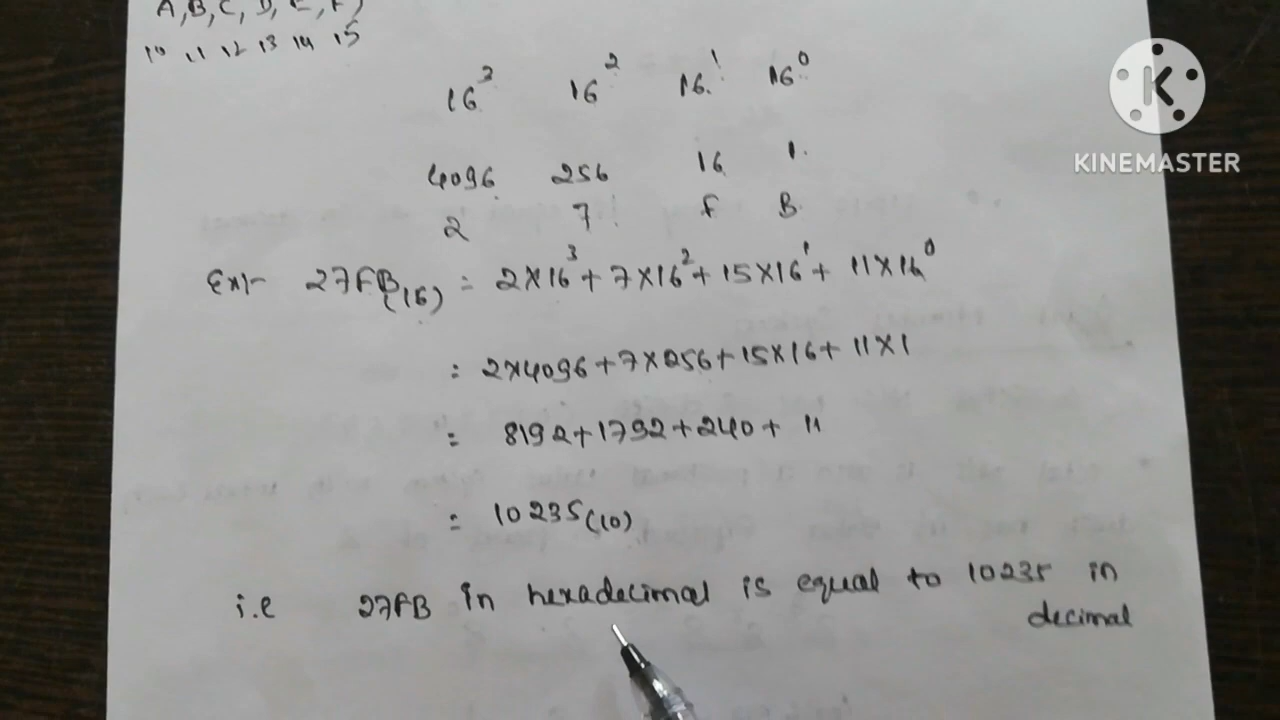 A, B, C, D, E, F)
10 11 12 13 14 15
16³ 16² 16¹ 16⁰
4096 256 16 1
2 7 F B
Ex:- 27FB(16) = 2×16³ + 7×16² + 15×16¹ + 11×16⁰
= 2×4096 + 7×256 + 15×16 + 11×1
= 8192 + 1792 + 240 + 11
= 10235(10)
i.e 27FB in hexadecimal is equal to 10235 in
decimal
K
KINEMASTER